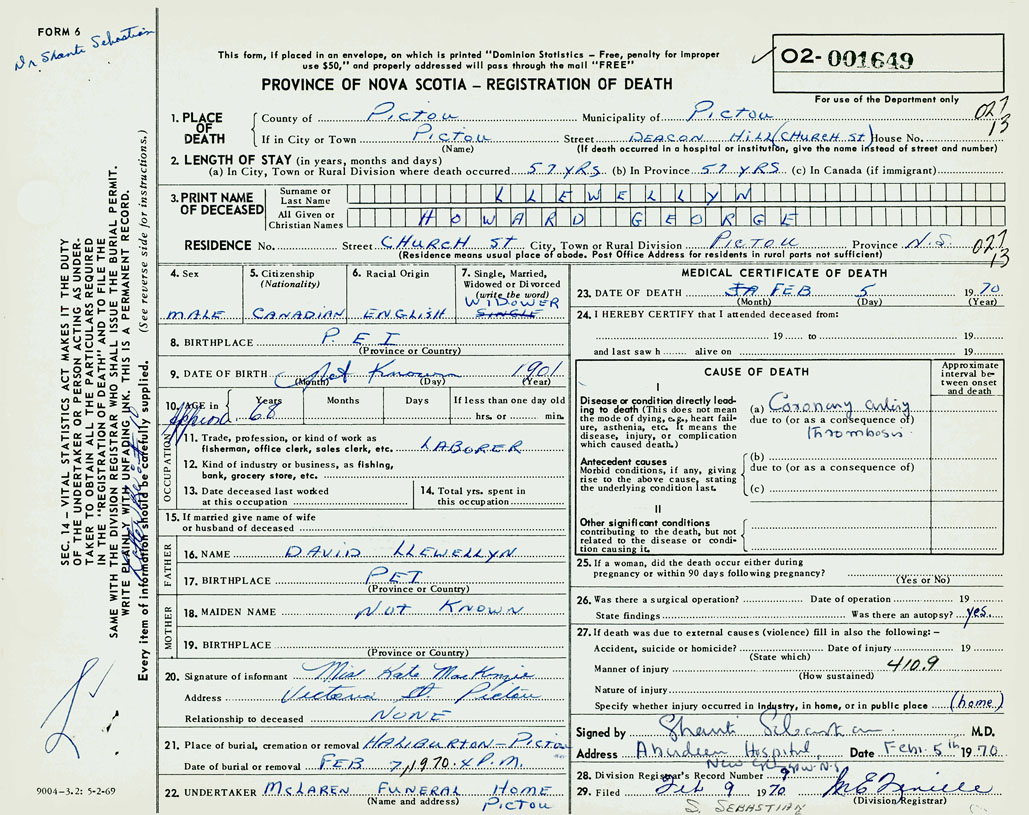 FORM 6
Dr Shanti Sebastian
This form, if placed in an envelope, on which is printed "Dominion Statistics – Free, penalty for improper
use $50," and properly addressed will pass through the mail "FREE"
PROVINCE OF NOVA SCOTIA – REGISTRATION OF DEATH
02-001649
For use of the Department only
1. PLACE OF DEATH
County of Pictou Municipality of Pictou 027
If in City or Town Pictou Street DEACON HILL (CHURCH ST) House No. 13
(Name) (If death occurred in a hospital or institution, give the name instead of street and number)
2. LENGTH OF STAY (in years, months and days)
(a) In City, Town or Rural Division where death occurred 57 YRS (b) In Province 57 YRS (c) In Canada (if immigrant)
3. PRINT NAME OF DECEASED
Surname or Last Name LLEWELLYN
All Given or Christian Names HOWARD GEORGE
RESIDENCE No. Street CHURCH ST City, Town or Rural Division PICTOU Province N.S. 027
(Residence means usual place of abode. Post Office Address for residents in rural parts not sufficient) 13
4. Sex
MALE
5. Citizenship
(Nationality)
CANADIAN
6. Racial Origin
ENGLISH
7. Single, Married,
Widowed or Divorced
(write the word)
WIDOWER
SINGLE
8. BIRTHPLACE P.E I
(Province or Country)
9. DATE OF BIRTH Not Known 1901
(Month) (Day) (Year)
10. AGE in Years Months Days If less than one day old
68 hrs. or min.
OCCUPATION
11. Trade, profession, or kind of work as
fisherman, office clerk, sales clerk, etc. LABORER
12. Kind of industry or business, as fishing,
bank, grocery store, etc.
13. Date deceased last worked
at this occupation
14. Total yrs. spent in
this occupation
15. If married give name of wife
or husband of deceased
FATHER
16. NAME DAVID LLEWELLYN
17. BIRTHPLACE PEI
(Province or Country)
MOTHER
18. MAIDEN NAME NOT KNOWN
19. BIRTHPLACE
(Province or Country)
20. Signature of informant Miss Kate MacKenzie
Address Victoria St. Pictou
Relationship to deceased NONE
21. Place of burial, cremation or removal HALIBURTON – PICTOU
Date of burial or removal FEB 7, 1970 P.M.
22. UNDERTAKER McLAREN FUNERAL HOME
(Name and address) PICTOU
MEDICAL CERTIFICATE OF DEATH
23. DATE OF DEATH FEB 5 1970
(Month) (Day) (Year)
24. I HEREBY CERTIFY that I attended deceased from:
19 to 19
and last saw h alive on 19
CAUSE OF DEATH
Approximate
interval be-
tween onset
and death
I
Disease or condition directly lead-
ing to death (This does not mean
the mode of dying, e.g., heart fail-
ure, asthenia, etc. It means the
disease, injury, or complication
which caused death.)
(a) Coronary artery
due to (or as a consequence of)
thrombosis
Antecedent causes
Morbid conditions, if any, giving
rise to the above cause, stating
the underlying condition last.
(b)
due to (or as a consequence of)
(c)
II
Other significant conditions
contributing to the death, but not
related to the disease or condi-
tion causing it.
25. If a woman, did the death occur either during
pregnancy or within 90 days following pregnancy?
(Yes or No)
26. Was there a surgical operation? Date of operation 19
State findings Was there an autopsy? yes.
27. If death was due to external causes (violence) fill in also the following: –
Accident, suicide or homicide? Date of injury 19
(State which)
Manner of injury 410.9
(How sustained)
Nature of injury
Specify whether injury occurred in Industry, in home, or in public place (home)
Signed by Shanti Sebastian M.D.
Address Aberdeen Hospital, Date Feb. 5th 1970
New Glasgow N.S.
28. Division Registrar's Record Number 9
29. Filed Feb 9 1970
(Division Registrar)
S. SEBASTIAN
SEC. 14 – VITAL STATISTICS ACT MAKES IT THE DUTY
OF THE UNDERTAKER OR PERSON ACTING AS UNDER-
TAKER TO OBTAIN ALL THE PARTICULARS REQUIRED
IN THE "REGISTRATION OF DEATH" AND TO FILE THE
SAME WITH THE DIVISION REGISTRAR WHO SHALL ISSUE THE BURIAL PERMIT.
WRITE PLAINLY WITH UNFADING INK. THIS IS A PERMANENT RECORD.
Every item of information should be carefully supplied. (See reverse side for instructions.)
9004-3.2: 5-2-69